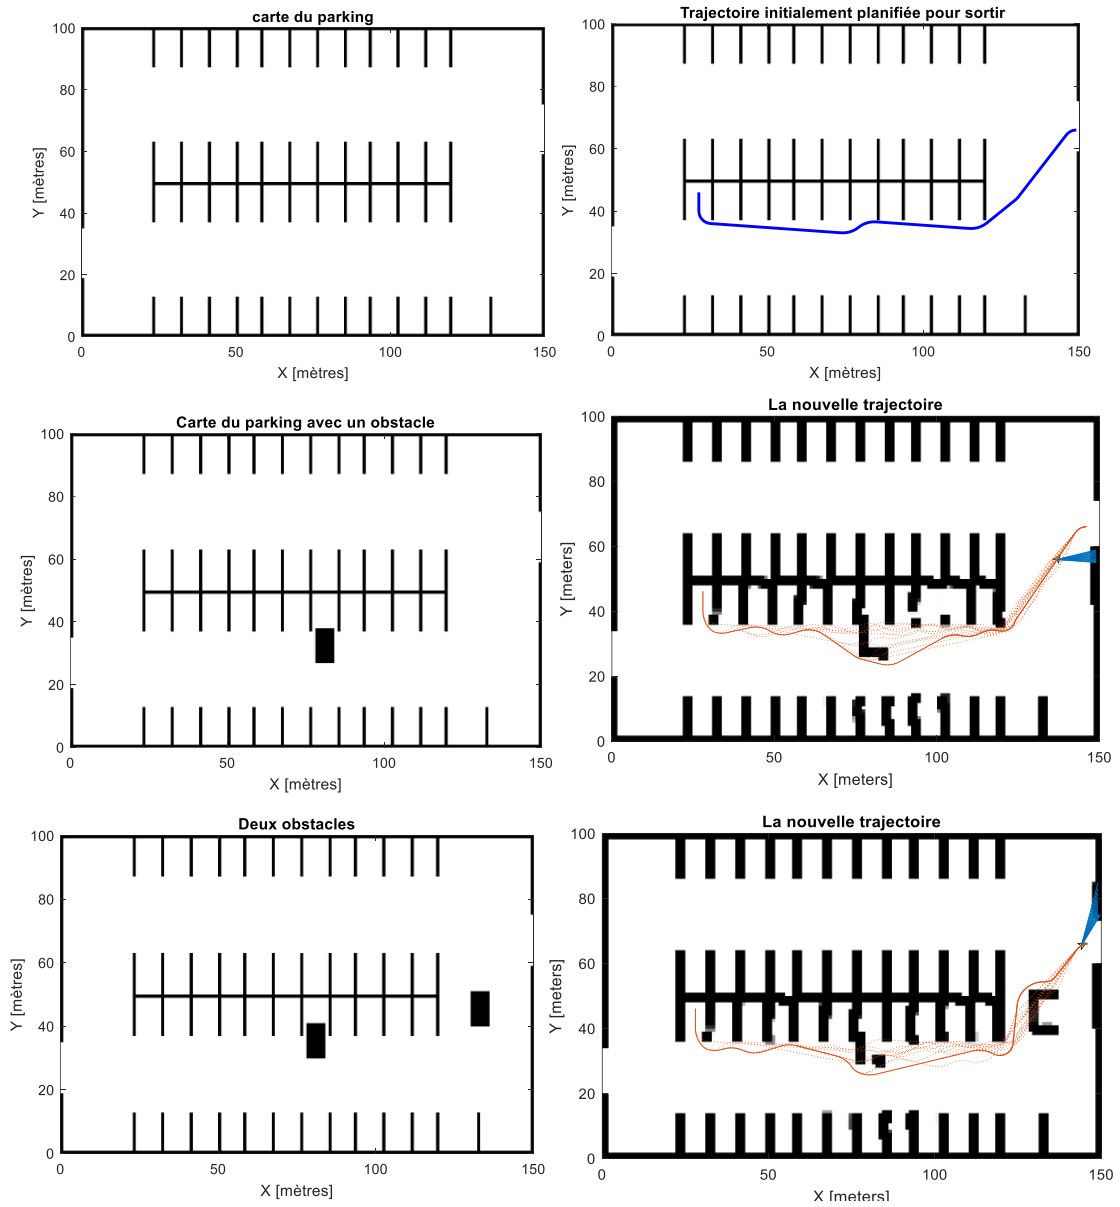 carte du parking
100
80
60
40
20
0
Y [mètres]
0 50 100 150
X [mètres]
Trajectoire initialement planifiée pour sortir
100
80
60
40
20
0
Y [mètres]
0 50 100 150
X [mètres]
Carte du parking avec un obstacle
100
80
60
40
20
0
Y [mètres]
0 50 100 150
X [mètres]
La nouvelle trajectoire
100
80
60
40
20
0
Y [meters]
0 50 100 150
X [meters]
Deux obstacles
100
80
60
40
20
0
Y [mètres]
0 50 100 150
X [mètres]
La nouvelle trajectoire
100
80
60
40
20
0
Y [meters]
0 50 100 150
X [meters]